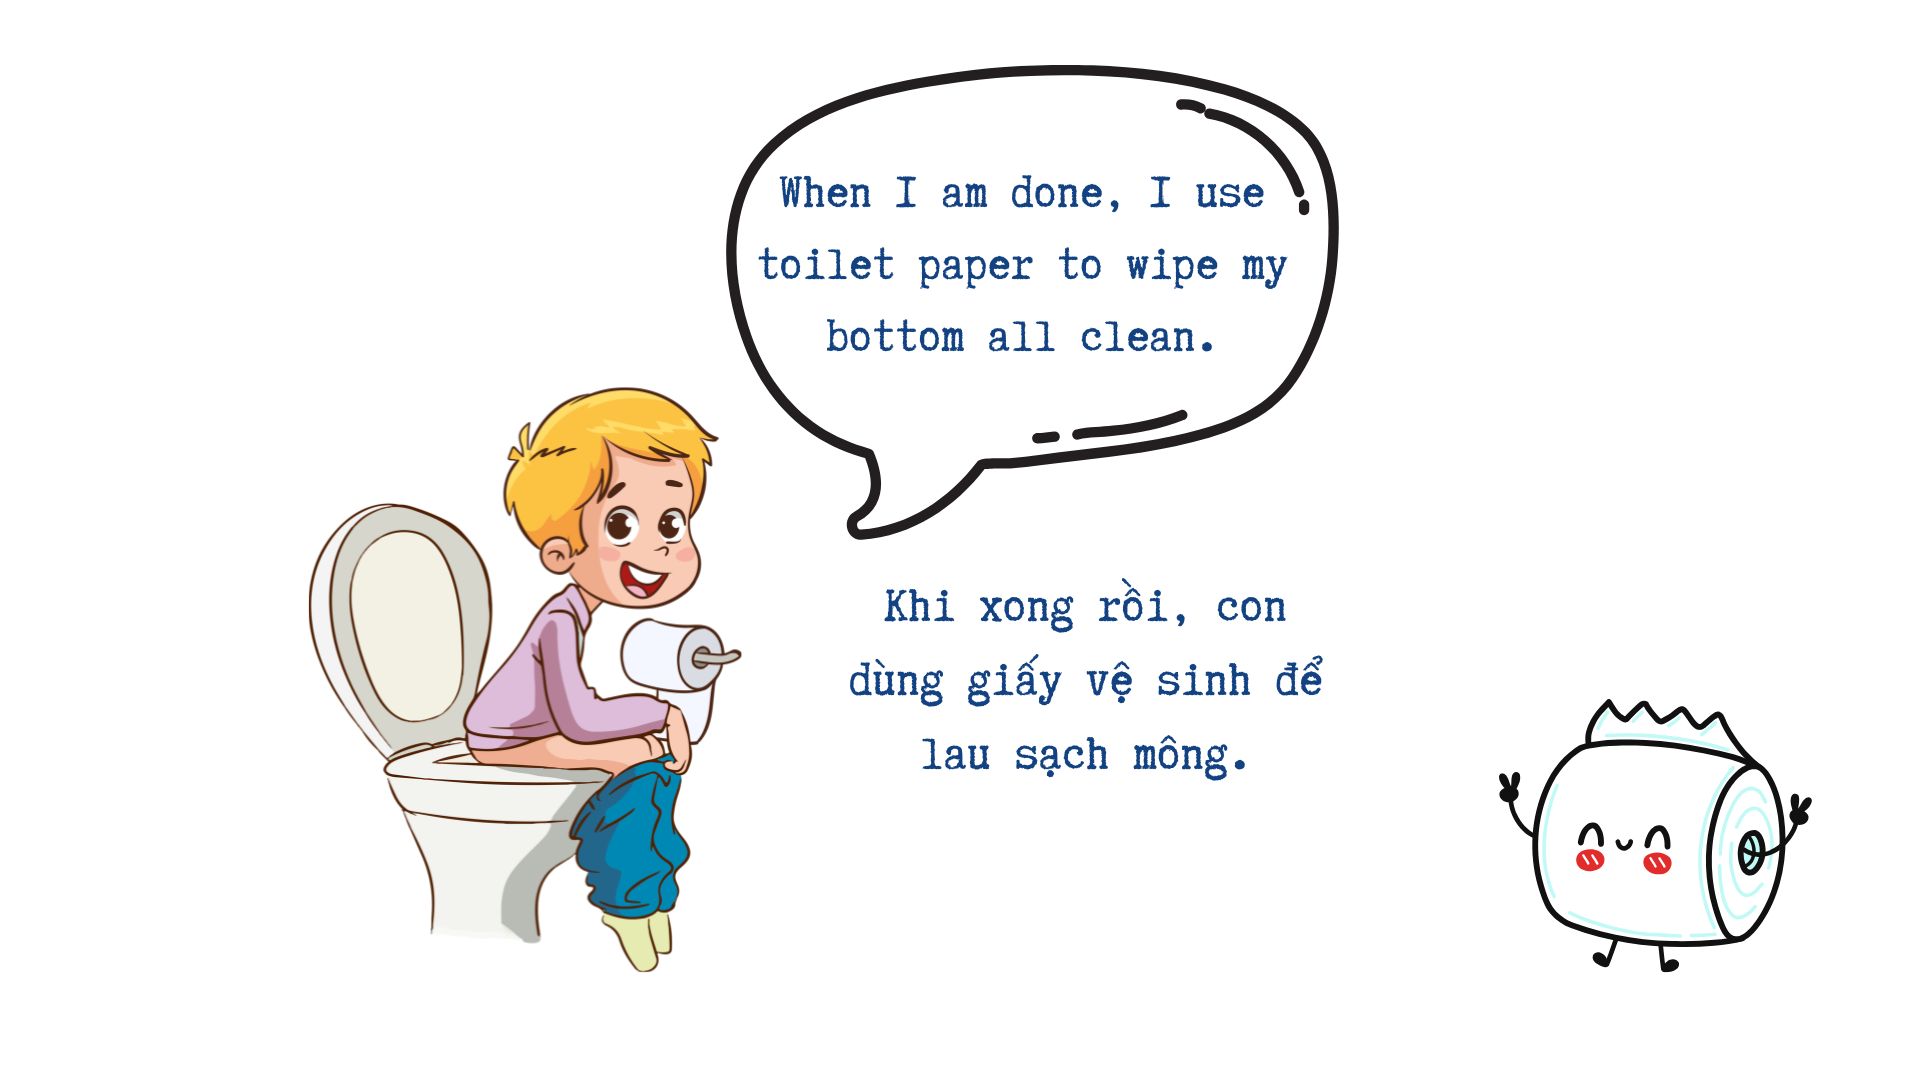 When I am done, I use
toilet paper to wipe my
bottom all clean.
Khi xong rồi, con
dùng giấy vệ sinh để
lau sạch mông.